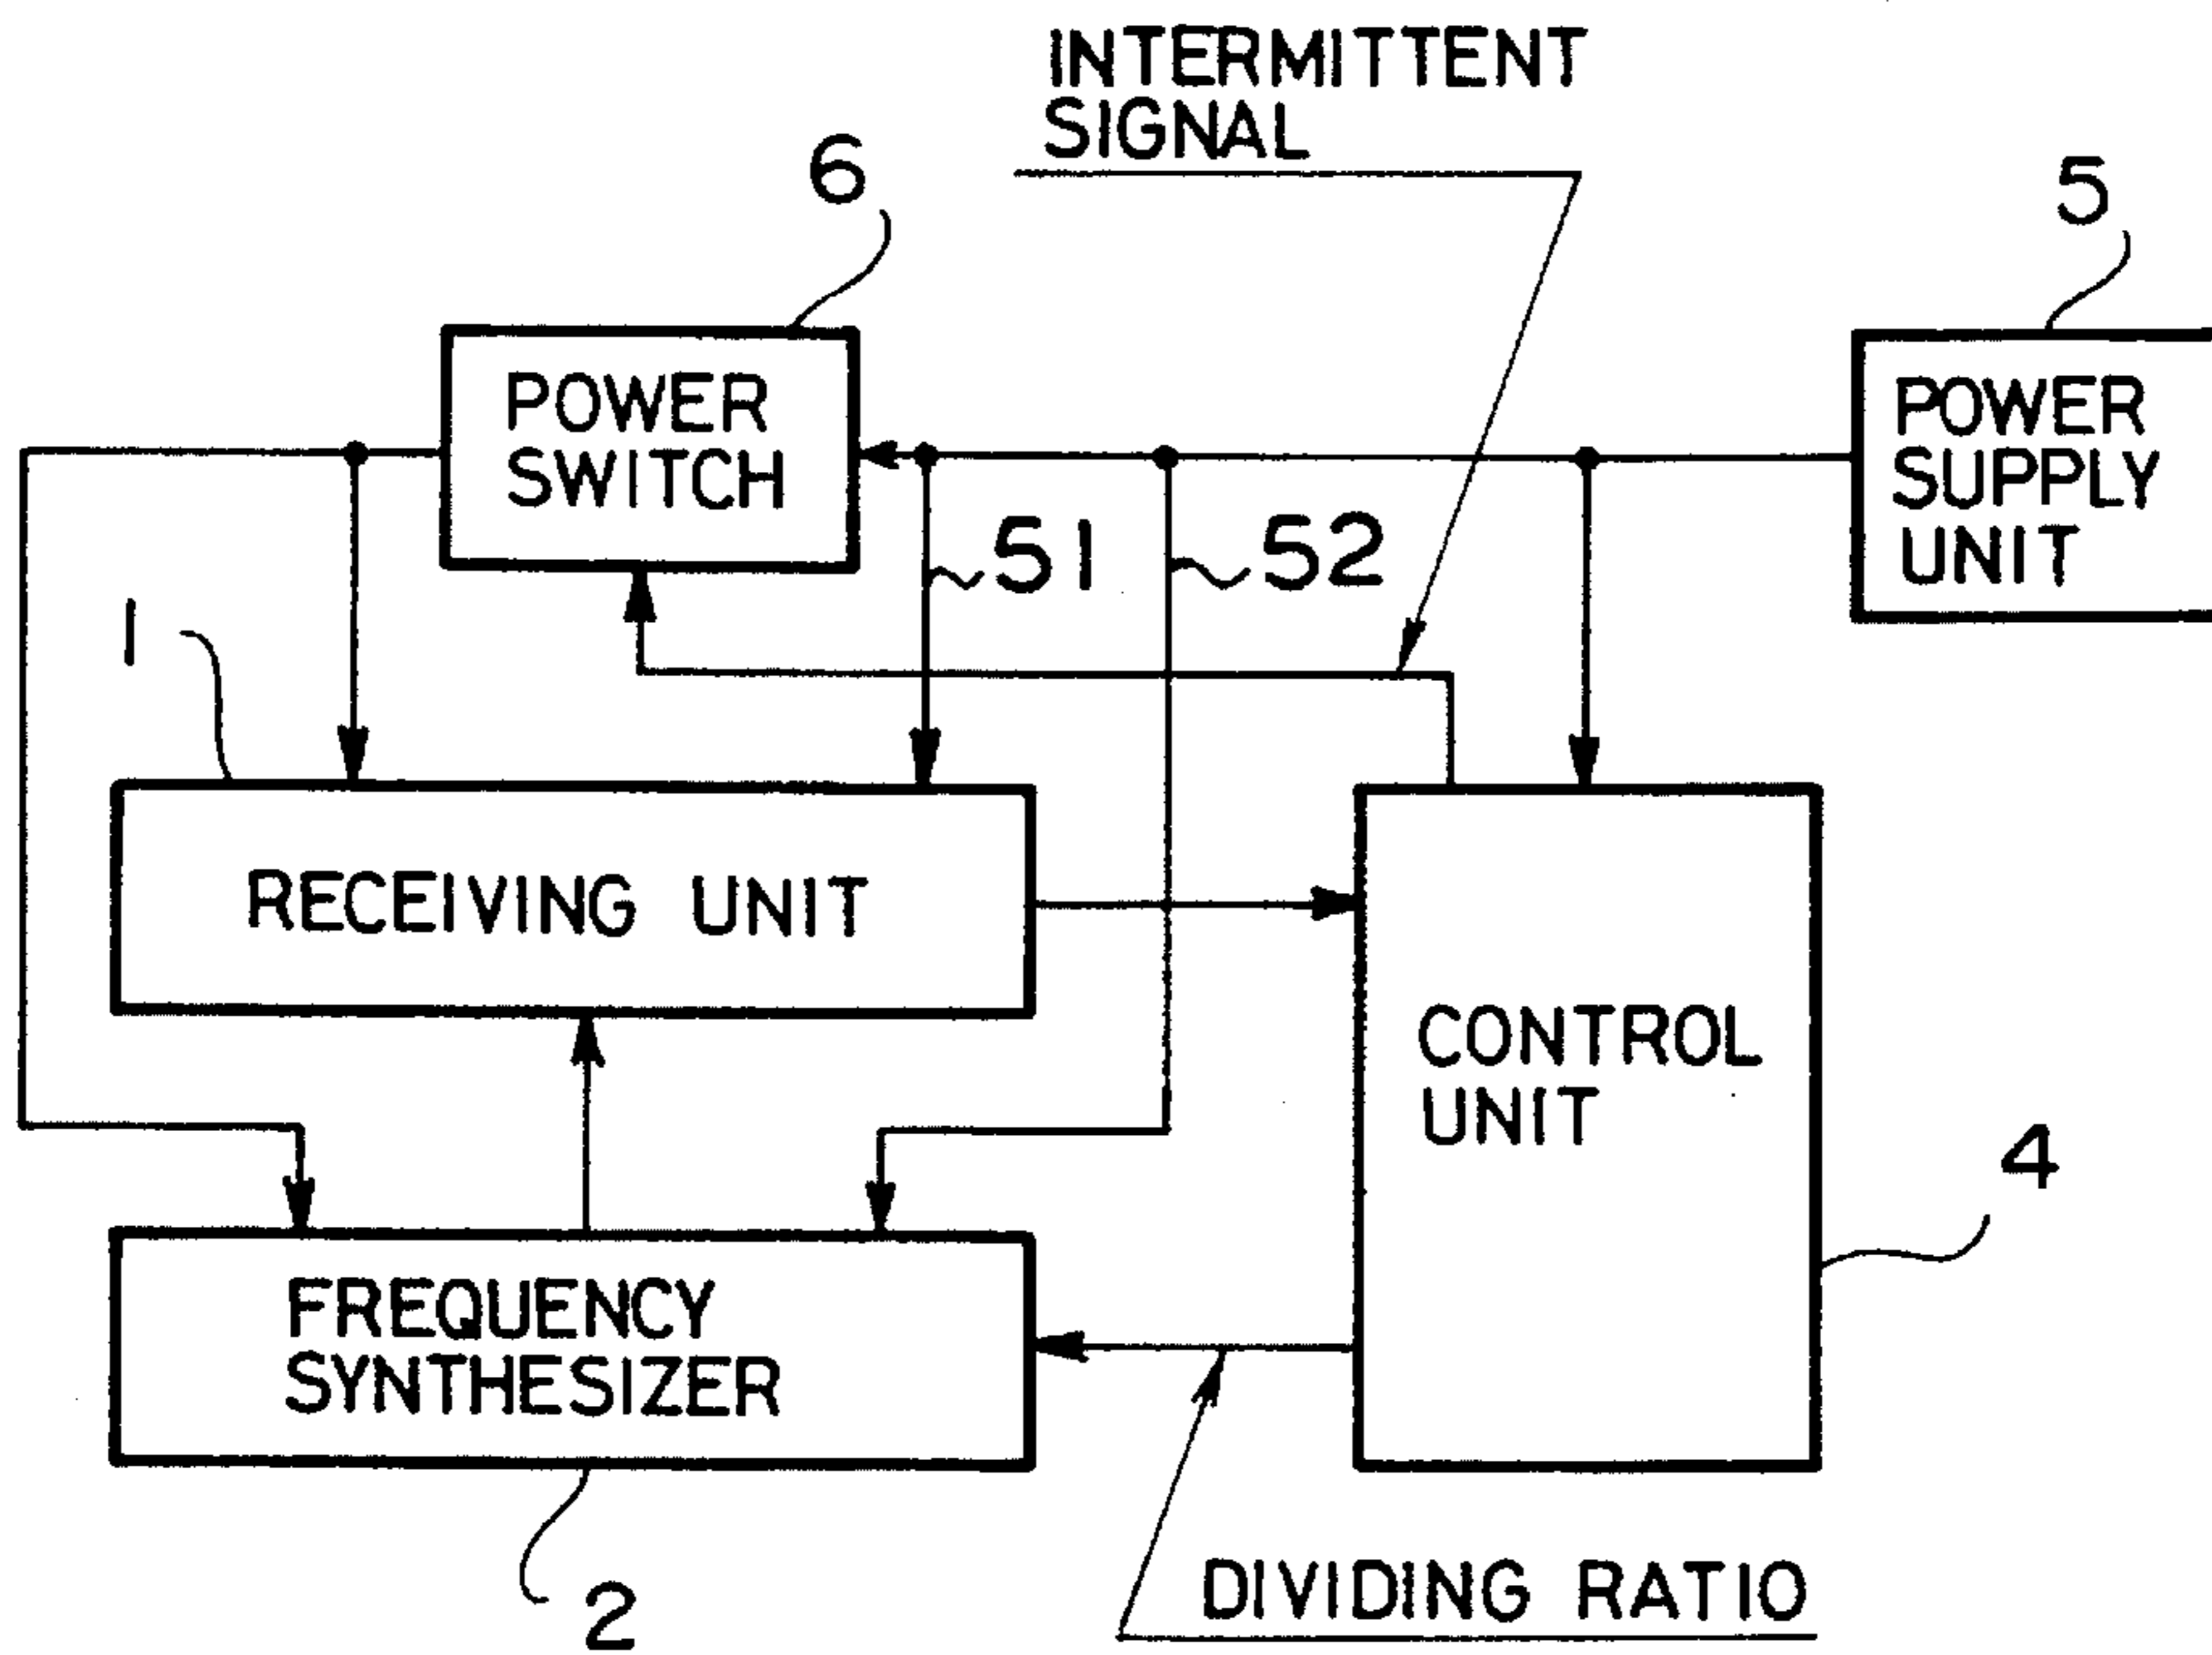 INTERMITTENT
SIGNAL
6
5
POWER
SWITCH
POWER
SUPPLY
UNIT
51
52
1
RECEIVING UNIT
CONTROL
UNIT
4
FREQUENCY
SYNTHESIZER
2
DIVIDING RATIO